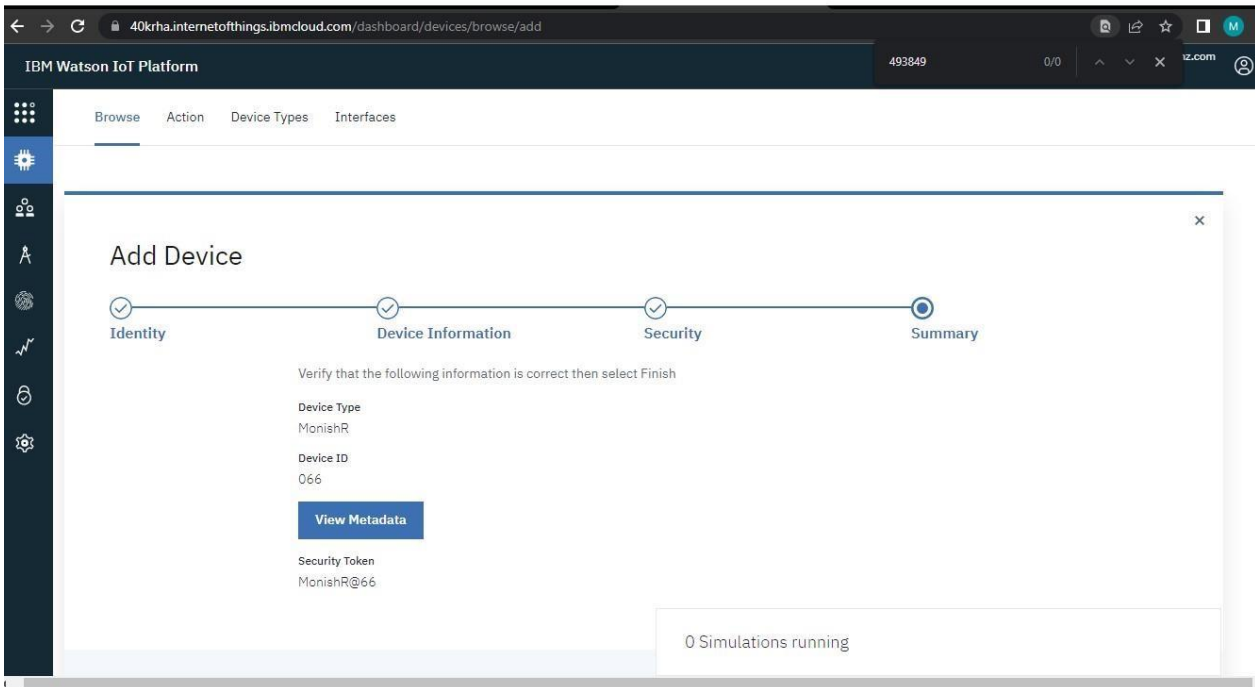 40krha.internetofthings.ibmcloud.com/dashboard/devices/browse/add
M
IBM Watson IoT Platform
493849 0/0
nz.com
Browse Action Device Types Interfaces
Add Device
Identity Device Information Security Summary
Verify that the following information is correct then select Finish
Device Type
MonishR
Device ID
066
View Metadata
Security Token
MonishR@66
0 Simulations running